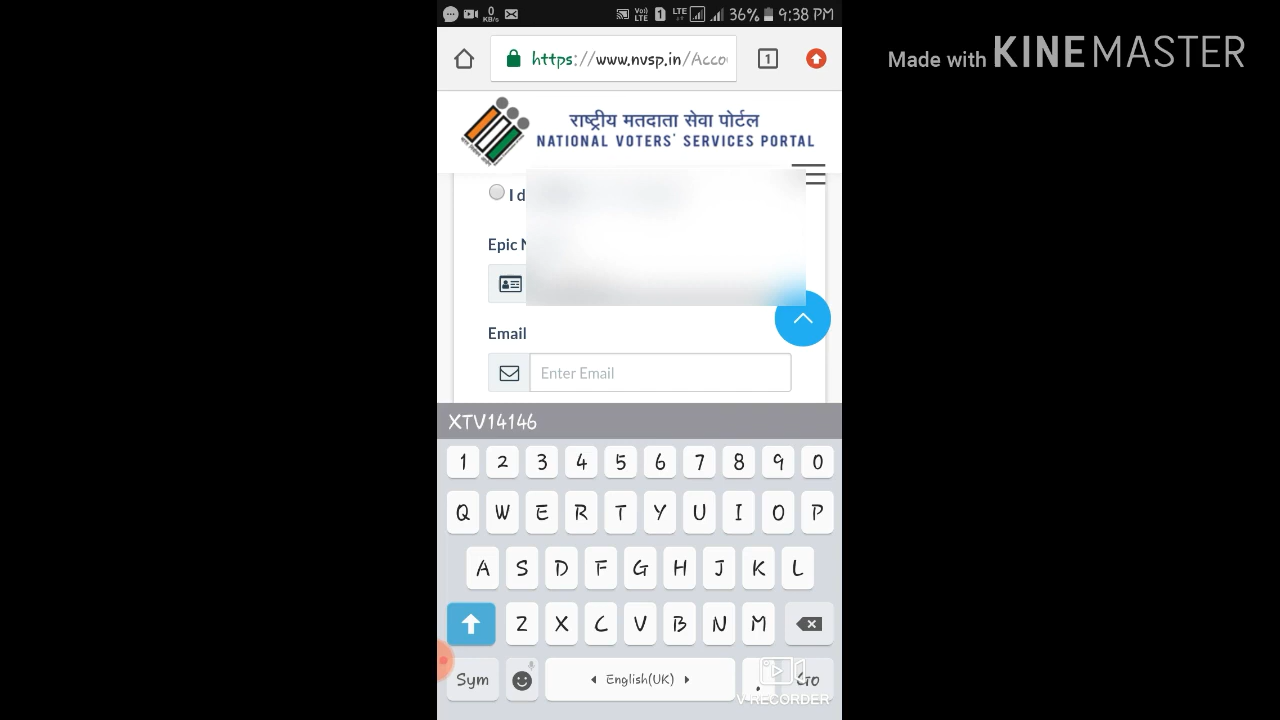 0
KB/s
Vo))
LTE
1
LTE
36%
9:38 PM
Made with KINEMASTER
https://www.nvsp.in/Acco
1
राष्ट्रीय मतदाता सेवा पोर्टल
NATIONAL VOTERS' SERVICES PORTAL
I d
Epic N
Email
Enter Email
XTV14146
1 2 3 4 5 6 7 8 9 0
Q W E R T Y U I O P
A S D F G H J K L
Z X C V B N M
Sym
English(UK)
.
Go
V-RECORDER